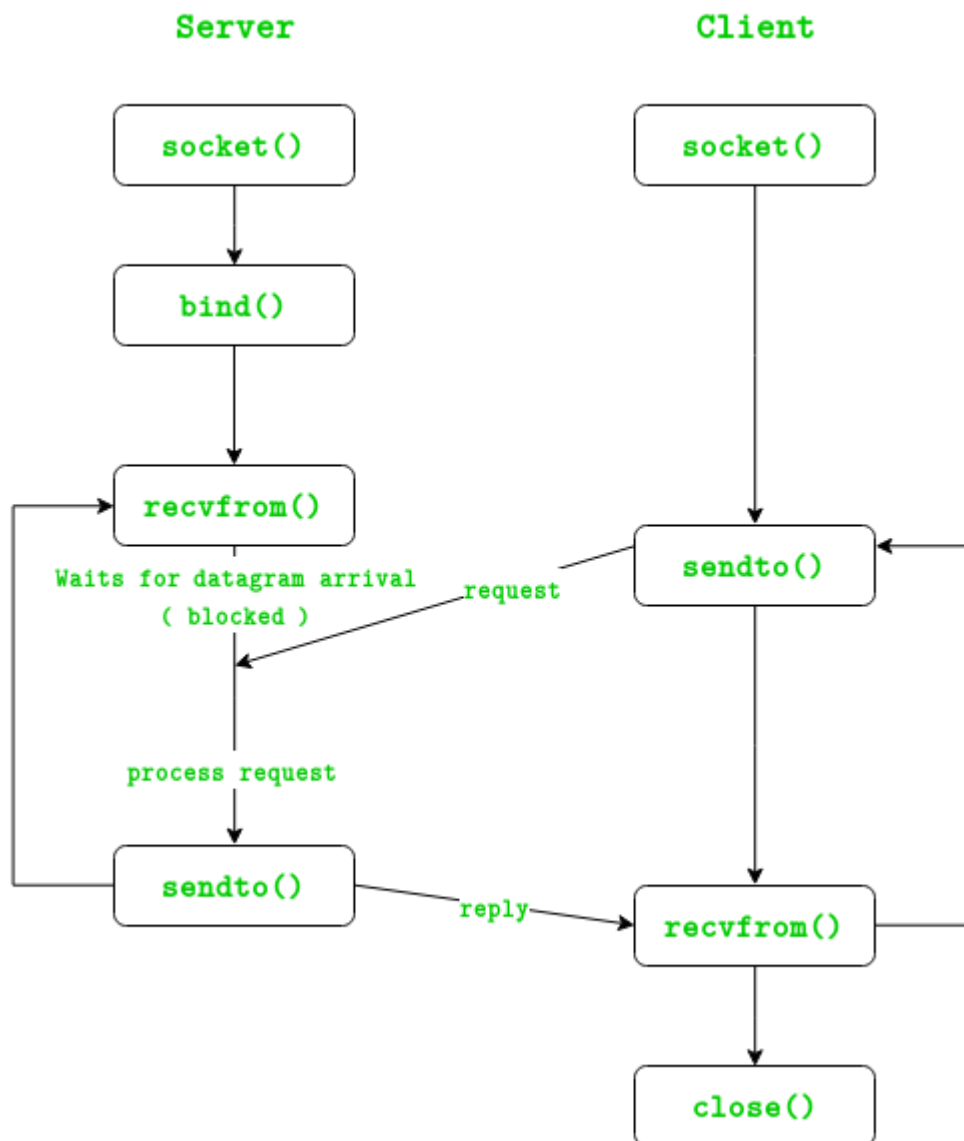 Server
Client
socket()
socket()
bind()
recvfrom()
Waits for datagram arrival
( blocked )
request
sendto()
process request
sendto()
reply
recvfrom()
close()